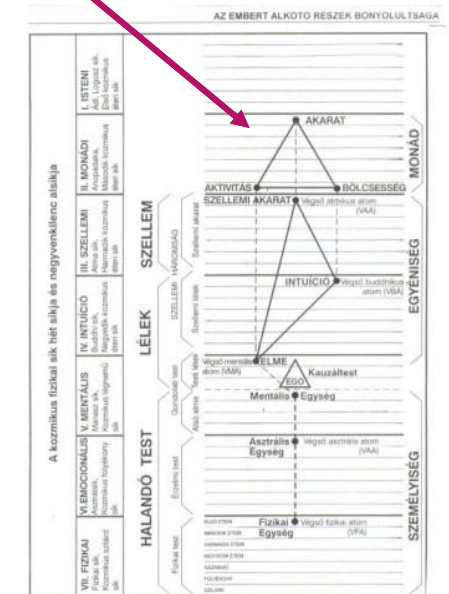 AZ EMBERT ALKOTÓ RÉSZEK BONYOLULTSÁGA
A kozmikus fizikai sík hét síkja és negyvenkilenc alsíkja
I. ISTENI
Ádi, Logosz sík,
Első kozmikus
éteri sík
II. MONÁDI
Anupadaka,
Második kozmikus
éteri sík
III. SZELLEMI
Atma sík,
Harmadik kozmikus
éteri sík
IV. INTUÍCIÓ
Buddhi sík,
Negyedik kozmikus
éteri sík
V. MENTÁLIS
Manasz sík,
Kozmikus légnemű
sík
VI.EMOCIONÁLIS
Asztrálsík,
Kozmikus folyékony
sík
VII. FIZIKAI
Fizikai sík,
Kozmikus szilárd
sík
SZELLEM
LÉLEK
HALANDÓ TEST
SZELLEMI HÁROMSÁG
Gondolati test
Érzelmi test
Fizikai test
Szellemi akarat
Szellemi lélek
Testi lélek
Alsó elme
AKARAT
AKTIVITÁS
BÖLCSESSÉG
SZELLEMI AKARAT
Végső atmikus atom
(VAA)
INTUÍCIÓ
Végső buddhikus
atom (VBA)
Végső mentális
atom (VMA)
ELME
Kauzáltest
EGO
Mentális Egység
Asztrális
Egység
Végső asztrális atom
(VAA)
ELSŐ ÉTERI
MÁSODIK ÉTERI
HARMADIK ÉTERI
NEGYEDIK ÉTERI
GÁZNEMŰ
FOLYÉKONY
SZILÁRD
Fizikai
Egység
Végső fizikai atom
(VFA)
MONÁD
EGYÉNISÉG
SZEMÉLYISÉG